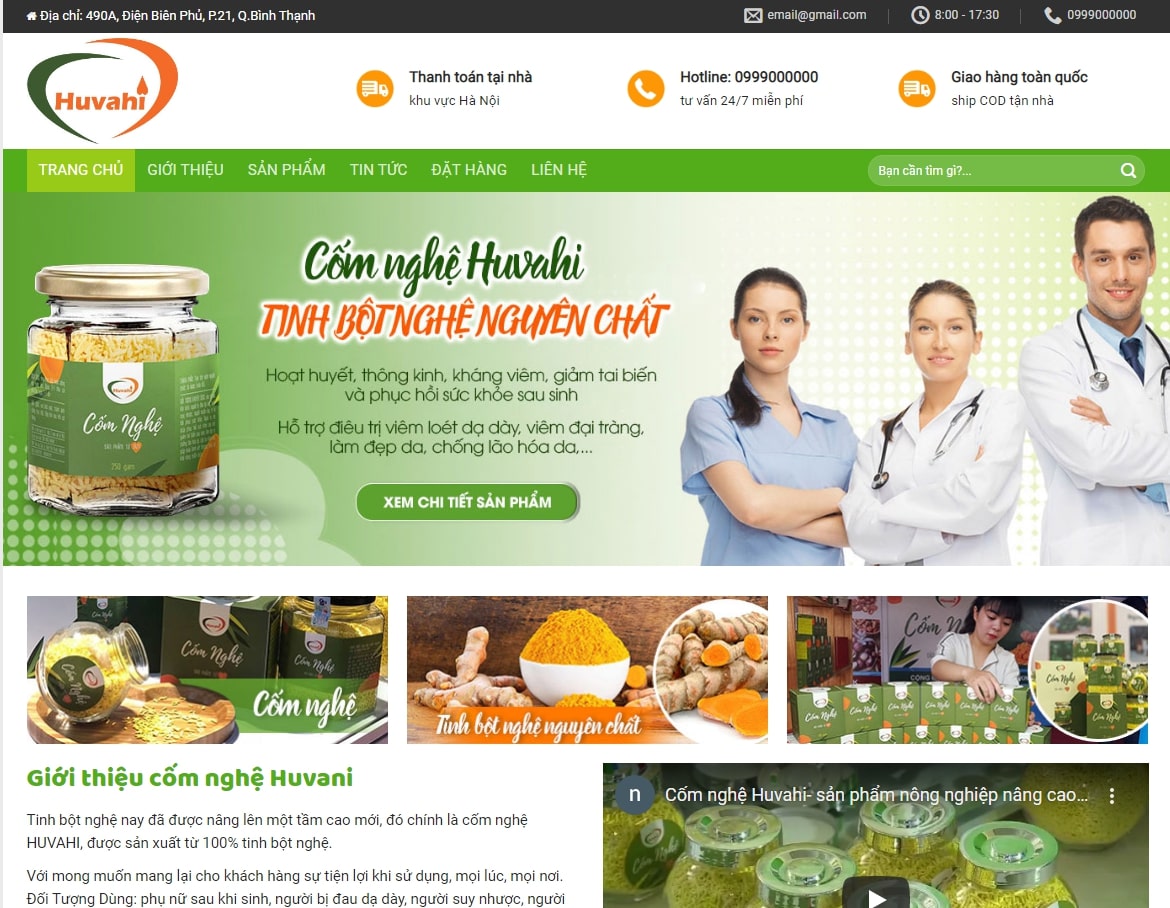 Địa chỉ: 490A, Điện Biên Phủ, P.21, Q.Bình Thạnh
email@gmail.com
8:00 - 17:30
0999000000
Huvahi
Thanh toán tại nhà
khu vực Hà Nội
Hotline: 0999000000
tư vấn 24/7 miễn phí
Giao hàng toàn quốc
ship COD tận nhà
TRANG CHỦ
GIỚI THIỆU
SẢN PHẨM
TIN TỨC
ĐẶT HÀNG
LIÊN HỆ
Bạn cần tìm gì?...
Cốm nghệ Huvahi
TINH BỘT NGHỆ NGUYÊN CHẤT
Hoạt huyết, thông kinh, kháng viêm, giảm tai biến
và phục hồi sức khỏe sau sinh
Hỗ trợ điều trị viêm loét dạ dày, viêm đại tràng,
làm đẹp da, chống lão hóa da,...
XEM CHI TIẾT SẢN PHẨM
Huvahi
Cốm Nghệ
250 gam
Cốm Nghệ
Cốm Nghệ
Cốm nghệ
Tinh bột nghệ nguyên chất
Cốm N
Cốm Nghệ
Giới thiệu cốm nghệ Huvani
Tinh bột nghệ nay đã được nâng lên một tầm cao mới, đó chính là cốm nghệ
HUVAHI, được sản xuất từ 100% tinh bột nghệ.
Với mong muốn mang lại cho khách hàng sự tiện lợi khi sử dụng, mọi lúc, mọi nơi.
Đối Tượng Dùng: phụ nữ sau khi sinh, người bị đau dạ dày, người suy nhược, người
n
Cốm nghệ Huvahi- sản phẩm nông nghiệp nâng cao...